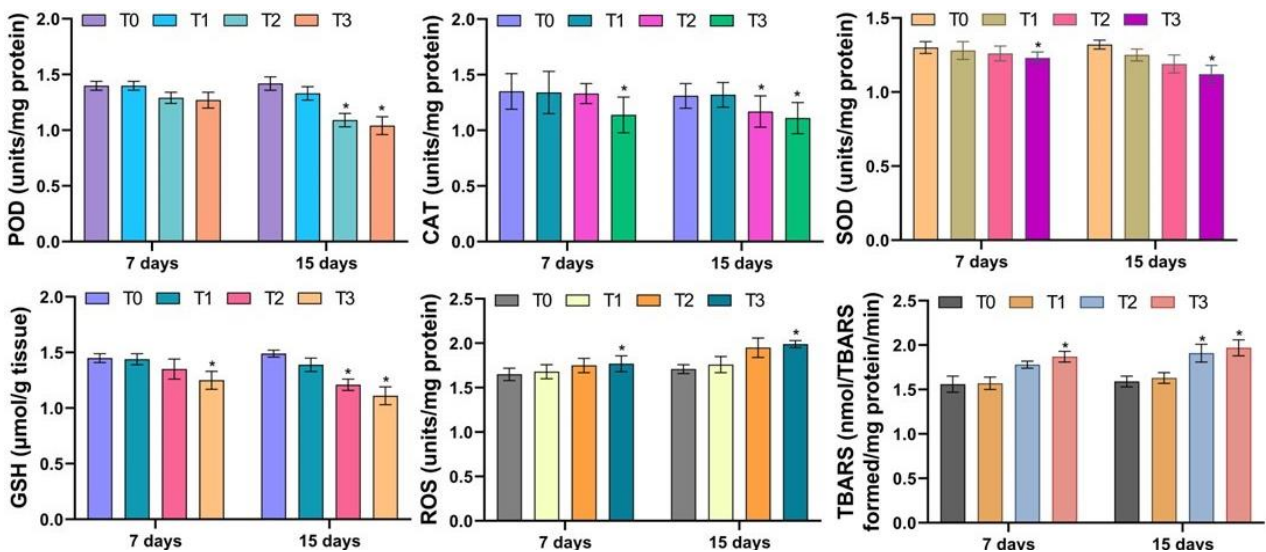 POD (units/mg protein)
2.0
1.5
1.0
0.5
0.0
T0 T1 T2 T3
* *
7 days 15 days
CAT (units/mg protein)
2.0
1.5
1.0
0.5
0.0
T0 T1 T2 T3
* * *
7 days 15 days
SOD (units/mg protein)
1.5
1.0
0.5
0.0
T0 T1 T2 T3
* *
7 days 15 days
GSH (µmol/g tissue)
2.0
1.5
1.0
0.5
0.0
T0 T1 T2 T3
* * *
7 days 15 days
ROS (units/mg protein)
2.5
2.0
1.5
1.0
0.5
0.0
T0 T1 T2 T3
* * *
7 days 15 days
TBARS (nmol/TBARS
formed/mg protein/min)
2.5
2.0
1.5
1.0
0.5
0.0
T0 T1 T2 T3
* * *
7 days 15 days